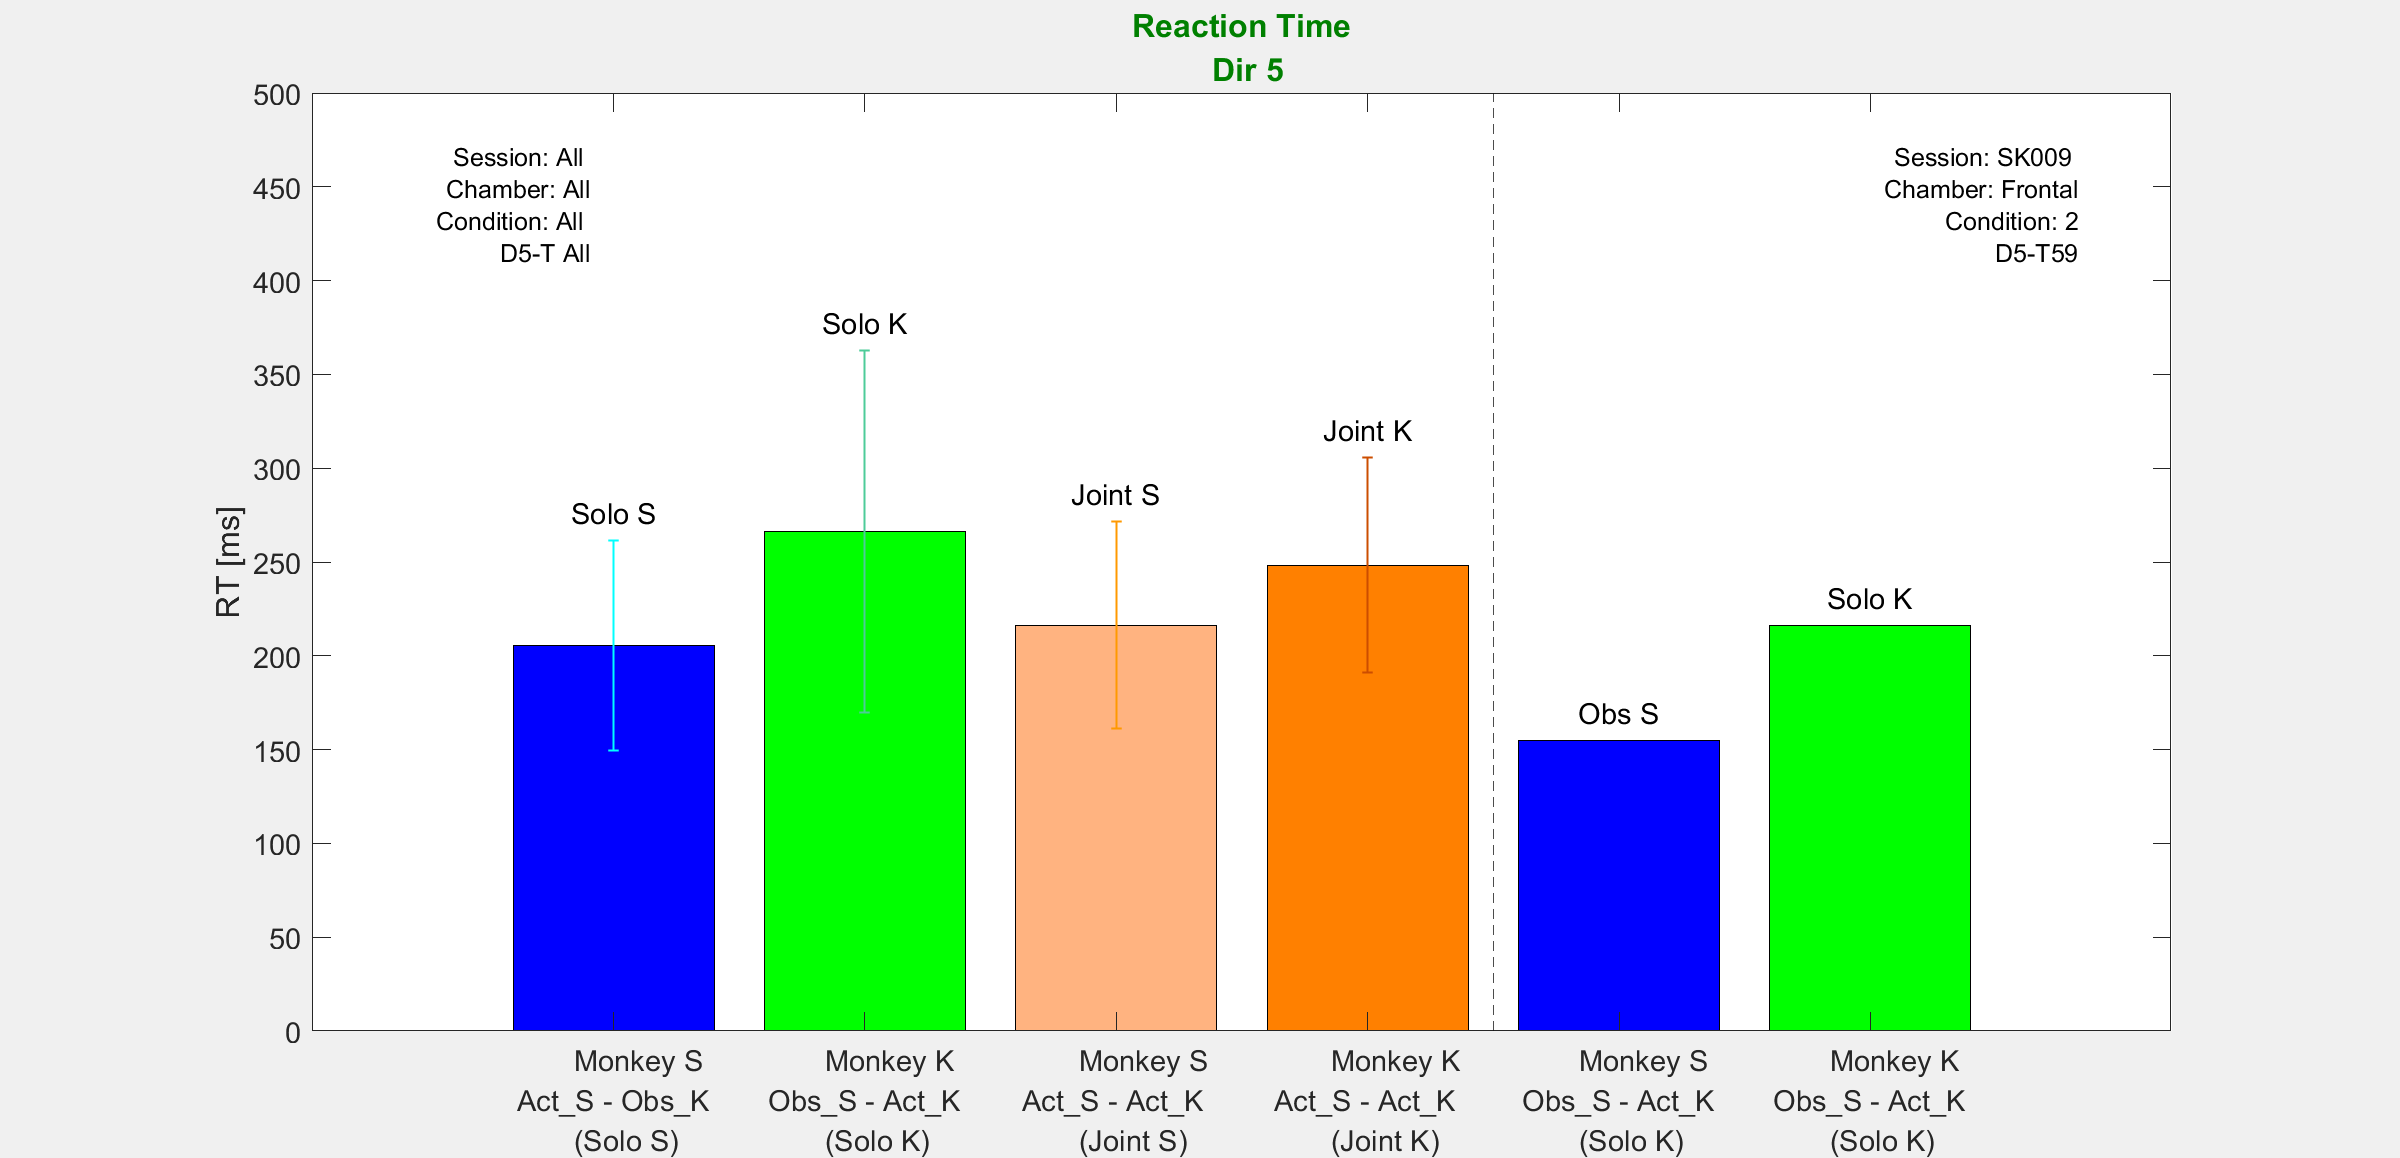 Reaction Time
Dir 5
500
450
400
350
300
250
200
150
100
50
0
RT [ms]
Session: All
Chamber: All
Condition: All
D5-T All
Session: SK009
Chamber: Frontal
Condition: 2
D5-T59
Solo S
Solo K
Joint S
Joint K
Obs S
Solo K
Monkey S
Act_S - Obs_K
(Solo S)
Monkey K
Obs_S - Act_K
(Solo K)
Monkey S
Act_S - Act_K
(Joint S)
Monkey K
Act_S - Act_K
(Joint K)
Monkey S
Obs_S - Act_K
(Solo K)
Monkey K
Obs_S - Act_K
(Solo K)